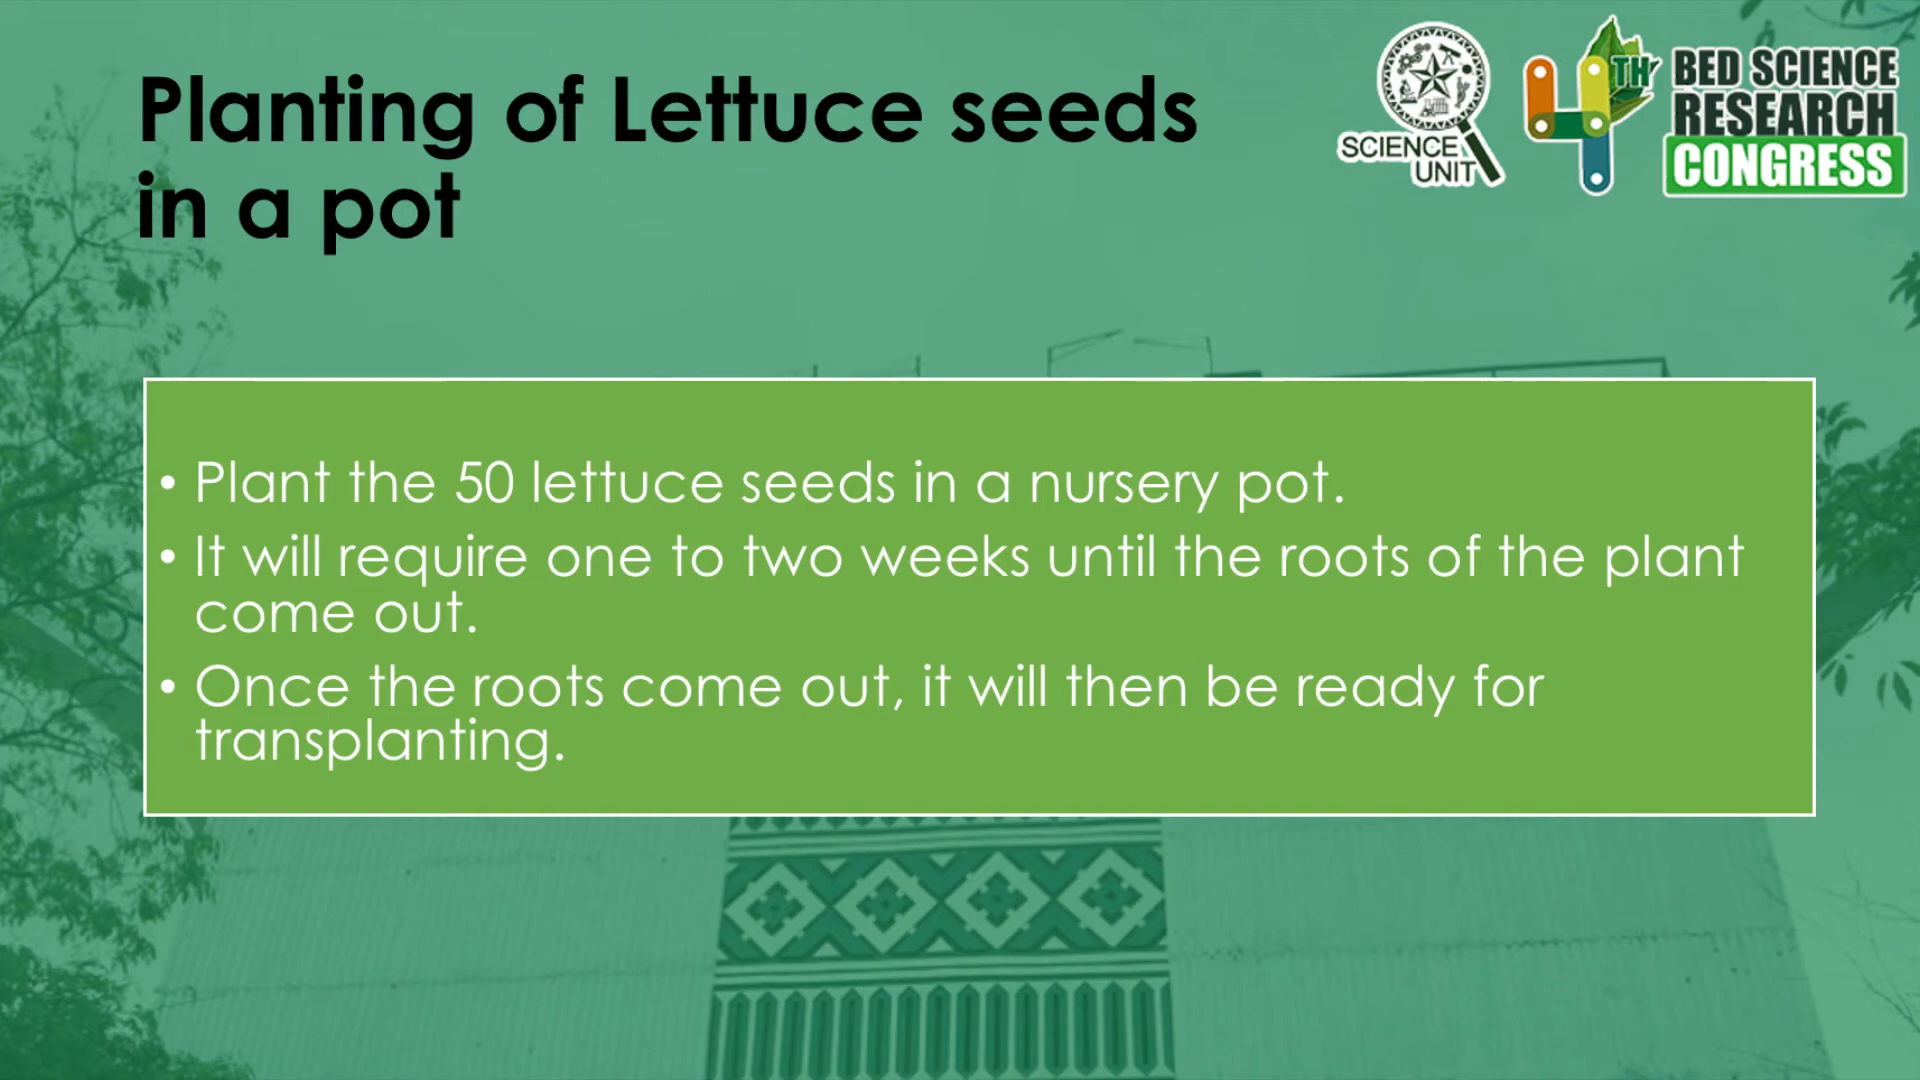 Planting of Lettuce seeds
in a pot
SCIENCE
UNIT
4TH
BED SCIENCE
RESEARCH
CONGRESS
• Plant the 50 lettuce seeds in a nursery pot.
• It will require one to two weeks until the roots of the plant
come out.
• Once the roots come out, it will then be ready for
transplanting.